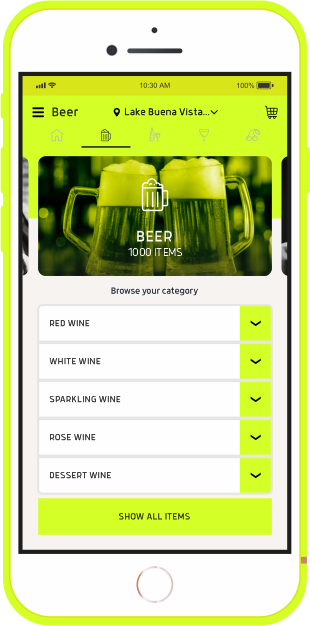 10:30 AM
100%
Beer
Lake Buena Vista...
BEER
1000 ITEMS
Browse your category
RED WINE
WHITE WINE
SPARKLING WINE
ROSE WINE
DESSERT WINE
SHOW ALL ITEMS